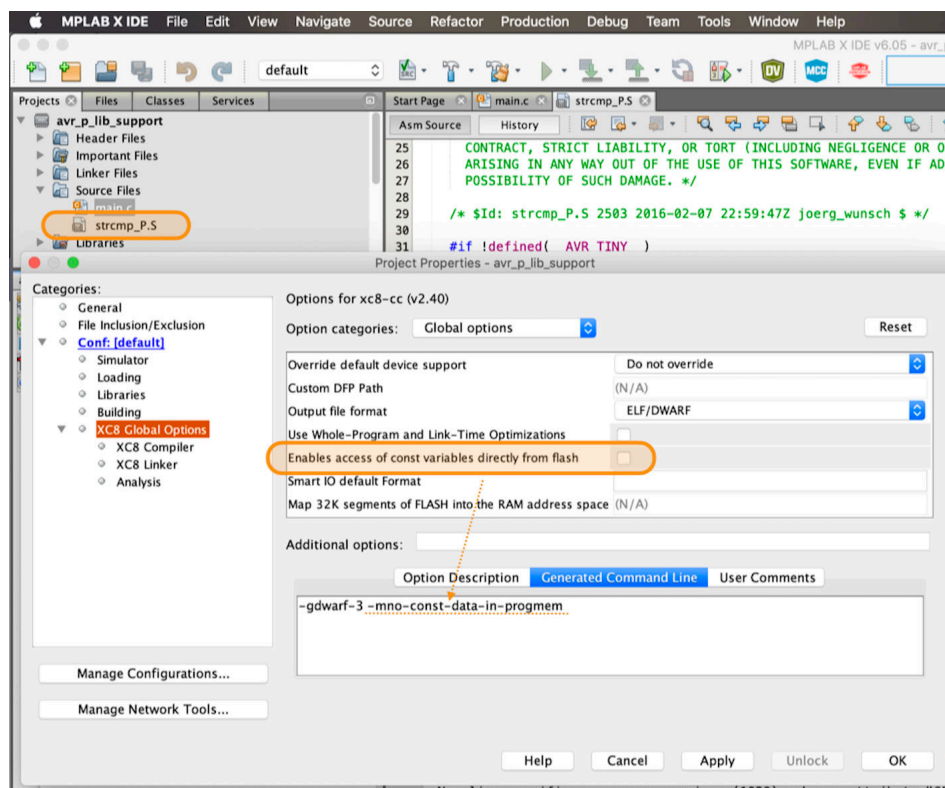 MPLAB X IDE File Edit View Navigate Source Refactor Production Debug Team Tools Window Help
MPLAB X IDE v6.05 - avr_
default
DV MCC
Projects Files Classes Services
Start Page main.c strcmp_P.S
avr_p_lib_support
Header Files
Important Files
Linker Files
Source Files
main.c
strcmp_P.S
Libraries
Asm Source History
25 CONTRACT, STRICT LIABILITY, OR TORT (INCLUDING NEGLIGENCE OR O
26 ARISING IN ANY WAY OUT OF THE USE OF THIS SOFTWARE, EVEN IF AD
27 POSSIBILITY OF SUCH DAMAGE. */
28
29 /* $Id: strcmp_P.S 2503 2016-02-07 22:59:47Z joerg_wunsch $ */
30
31 #if !defined( AVR TINY )
Project Properties - avr_p_lib_support
Categories:
General
File Inclusion/Exclusion
Conf: [default]
Simulator
Loading
Libraries
Building
XC8 Global Options
XC8 Compiler
XC8 Linker
Analysis
Manage Configurations...
Manage Network Tools...
Options for xc8-cc (v2.40)
Option categories: Global options Reset
Override default device support Do not override
Custom DFP Path (N/A)
Output file format ELF/DWARF
Use Whole-Program and Link-Time Optimizations
Enables access of const variables directly from flash
Smart IO default Format
Map 32K segments of FLASH into the RAM address space (N/A)
Additional options:
Option Description Generated Command Line User Comments
-gdwarf-3 -mno-const-data-in-progmem
Help Cancel Apply Unlock OK